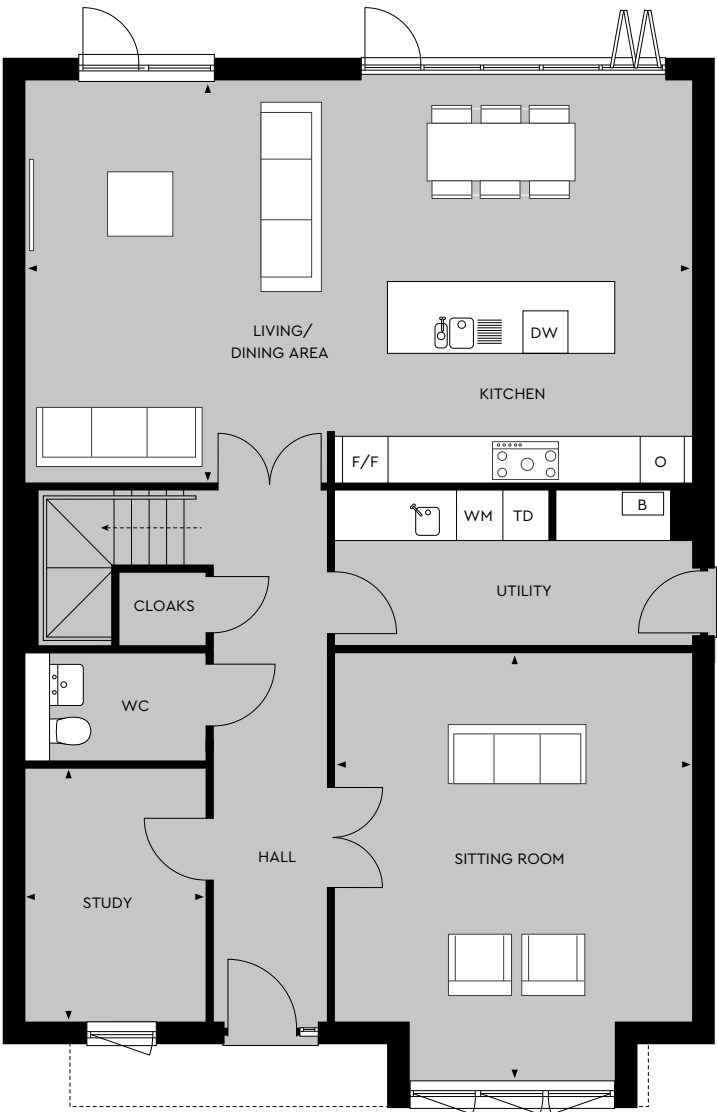 LIVING/
DINING AREA
DW
KITCHEN
F/F
O
WM
TD
B
UTILITY
CLOAKS
WC
HALL
SITTING ROOM
STUDY